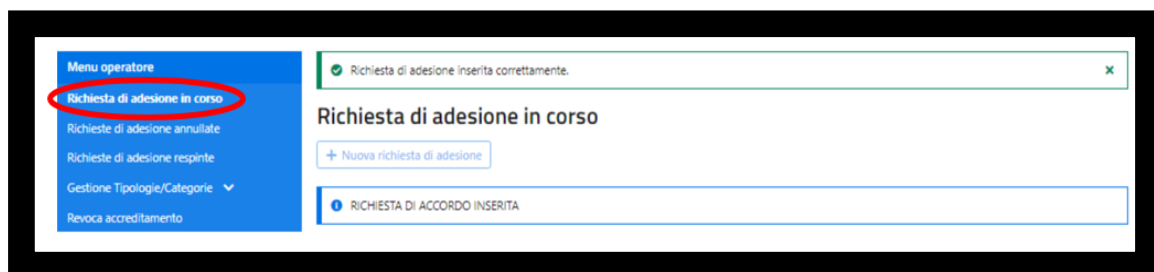 Menu operatore
Richiesta di adesione in corso
Richieste di adesione annullate
Richieste di adesione respinte
Gestione Tipologie/Categorie
Revoca accreditamento
Richiesta di adesione inserita correttamente.
Richiesta di adesione in corso
+ Nuova richiesta di adesione
RICHIESTA DI ACCORDO INSERITA